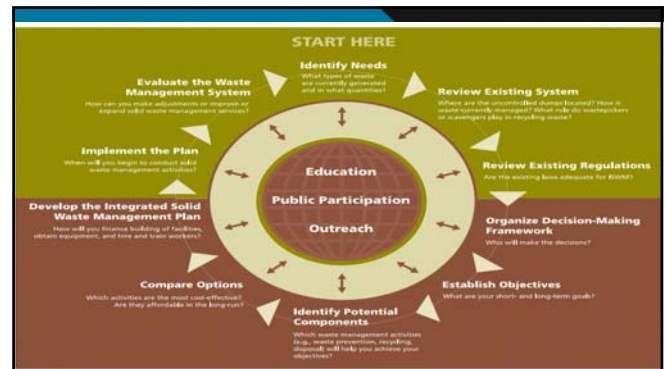 START HERE
Identify Needs
What types of waste
are currently generated
and in what quantities?
Review Existing System
Where are the uncontrolled dumps located? How is
waste currently managed? What role do wastepickers
or scavengers play in recycling waste?
Review Existing Regulations
Are the existing laws adequate for ISWM?
Organize Decision-Making
Framework
Who will make the decisions?
Establish Objectives
What are your short- and long-term goals?
Identify Potential
Components
Which waste management activities
(e.g., waste prevention, recycling,
disposal) will help you achieve your
objectives?
Compare Options
Which activities are the most cost-effective?
Are they affordable in the long-run?
Develop the Integrated Solid
Waste Management Plan
How will you finance building of facilities,
obtain equipment, and hire and train workers?
Implement the Plan
When will you begin to conduct solid
waste management activities?
Evaluate the Waste
Management System
How can you make adjustments or improve or
expand solid waste management services?
Education
Public Participation
Outreach